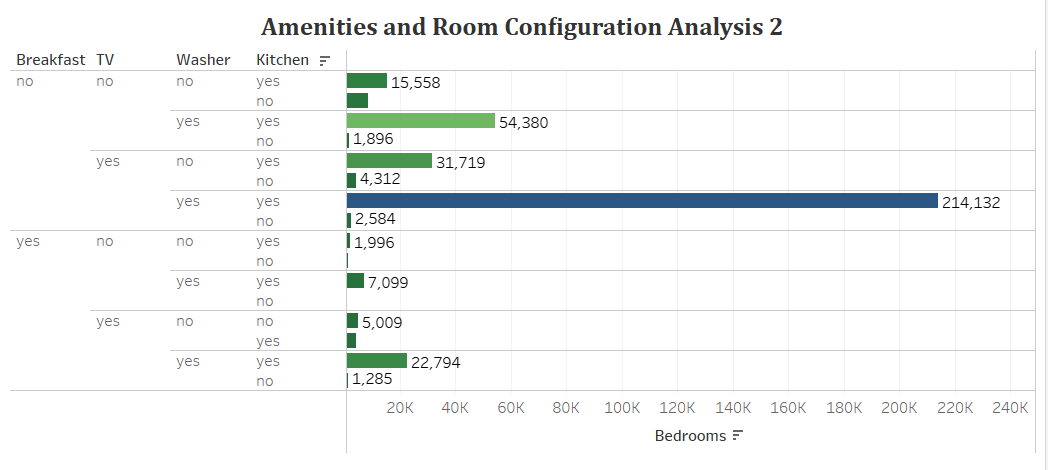 Amenities and Room Configuration Analysis 2
Breakfast TV Washer Kitchen
no no no yes 15,558
no
yes yes 54,380
no 1,896
yes no yes 31,719
no 4,312
yes yes 214,132
no 2,584
yes no no yes 1,996
no
yes yes 7,099
no
yes no no 5,009
yes
yes yes 22,794
no 1,285
20K 40K 60K 80K 100K 120K 140K 160K 180K 200K 220K 240K
Bedrooms